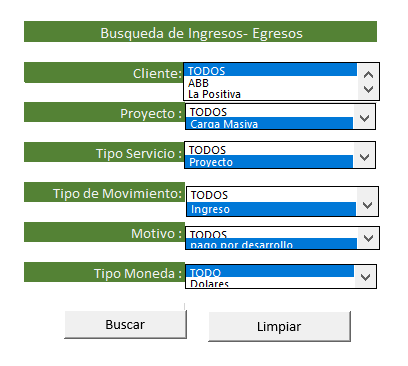 Busqueda de Ingresos- Egresos
Cliente: TODOS
ABB
La Positiva
Proyecto : TODOS
Carga Masiva
Tipo Servicio : TODOS
Proyecto
Tipo de Movimiento: TODOS
Ingreso
Motivo : TODOS
pago por desarrollo
Tipo Moneda : TODO
Dolares
Buscar Limpiar